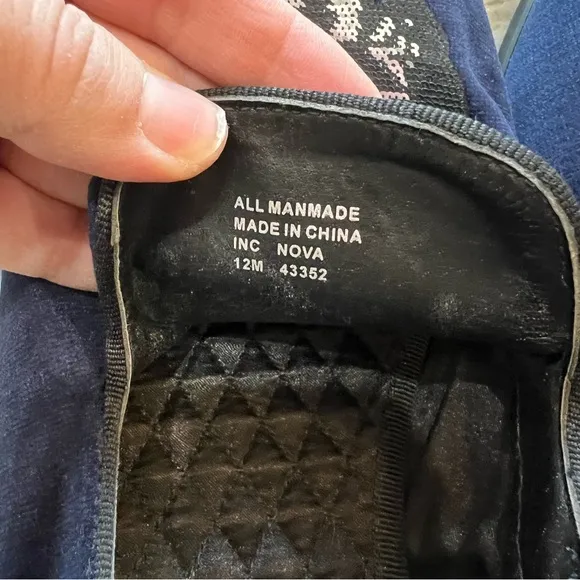 ALL MANMADE
MADE IN CHINA
INC NOVA
12M 43352